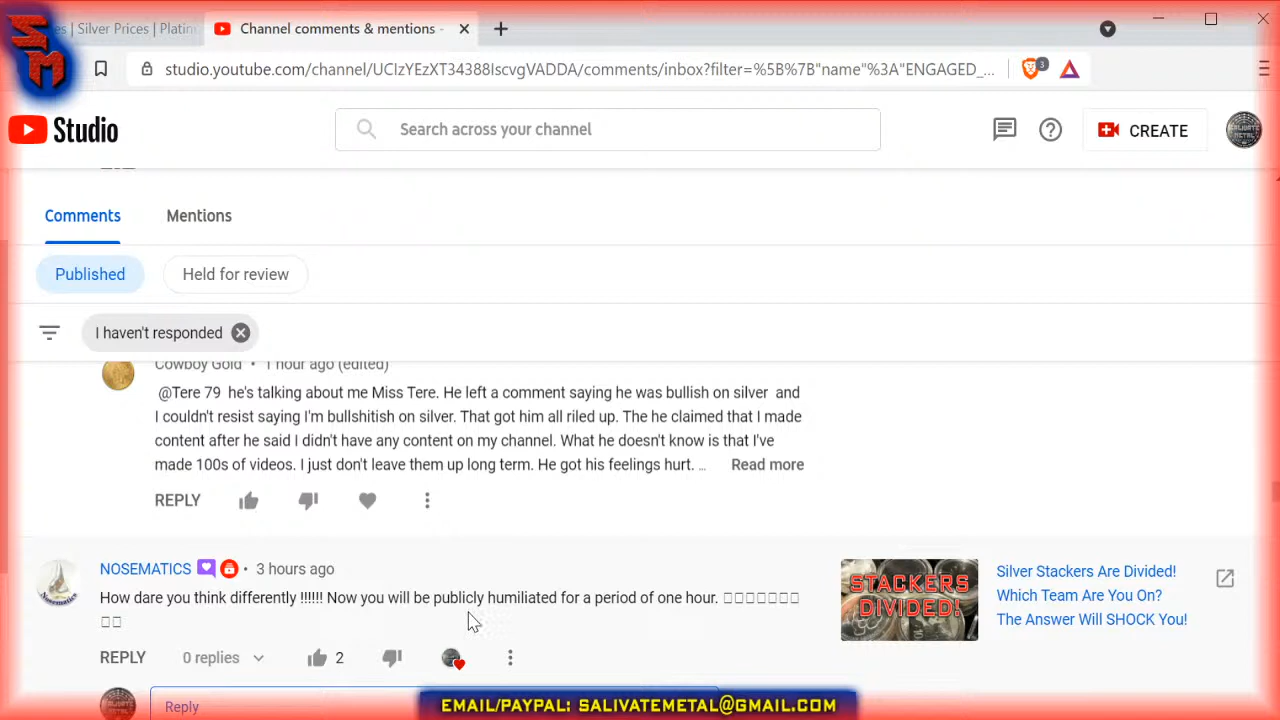 SM
es | Silver Prices | Platin
Channel comments & mentions -
studio.youtube.com/channel/UCIzYEzXT34388IscvgVADDA/comments/inbox?filter=%5B%7B"name"%3A"ENGAGED_...
3
Studio
Search across your channel
CREATE
Comments
Mentions
Published
Held for review
I haven't responded
Cowboy Gold • 1 hour ago (edited)
@Tere 79 he's talking about me Miss Tere. He left a comment saying he was bullish on silver and
I couldn't resist saying I'm bullshitish on silver. That got him all riled up. The he claimed that I made
content after he said I didn't have any content on my channel. What he doesn't know is that I've
made 100s of videos. I just don't leave them up long term. He got his feelings hurt. ...
Read more
REPLY
NOSEMATICS • 3 hours ago
How dare you think differently !!!!!! Now you will be publicly humiliated for a period of one hour. □□□□□□□
□□
STACKERS
DIVIDED!
Silver Stackers Are Divided!
Which Team Are You On?
The Answer Will SHOCK You!
REPLY
0 replies
2
Reply
EMAIL/PAYPAL: SALIVATEMETAL@GMAIL.COM